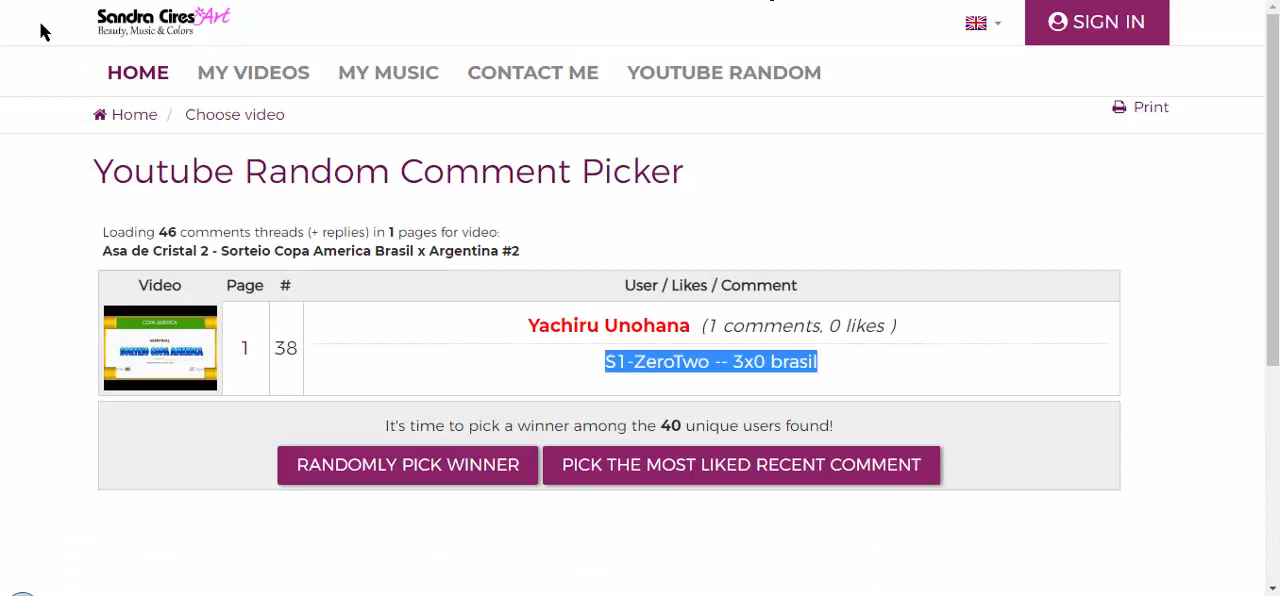 Sandra Cires Art
Beauty, Music & Colors
SIGN IN
HOME MY VIDEOS MY MUSIC CONTACT ME YOUTUBE RANDOM
Home / Choose video
Print
Youtube Random Comment Picker
Loading 46 comments threads (+ replies) in 1 pages for video:
Asa de Cristal 2 - Sorteio Copa America Brasil x Argentina #2
Video Page # User / Likes / Comment
COPA AMERICA
SORTEIO COPA AMERICA
1 38
Yachiru Unohana (1 comments, 0 likes )
S1-ZeroTwo -- 3x0 brasil
It's time to pick a winner among the 40 unique users found!
RANDOMLY PICK WINNER PICK THE MOST LIKED RECENT COMMENT